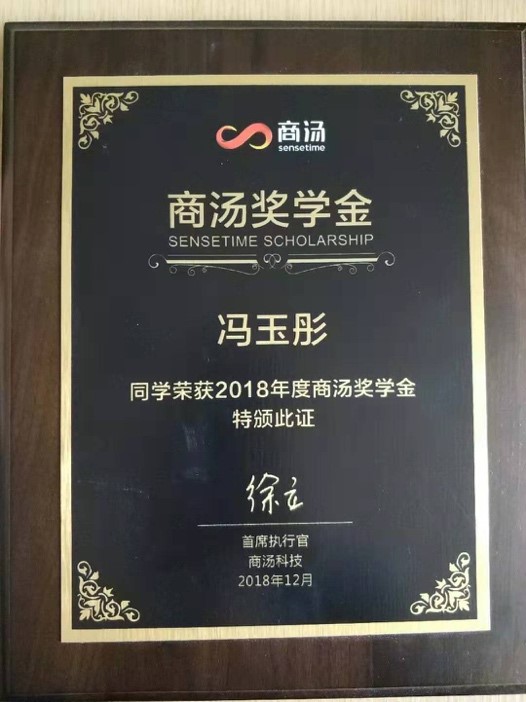 商汤
sensetime
商汤奖学金
SENSETIME SCHOLARSHIP
冯玉彤
同学荣获2018年度商汤奖学金
特颁此证
徐立
首席执行官
商汤科技
2018年12月